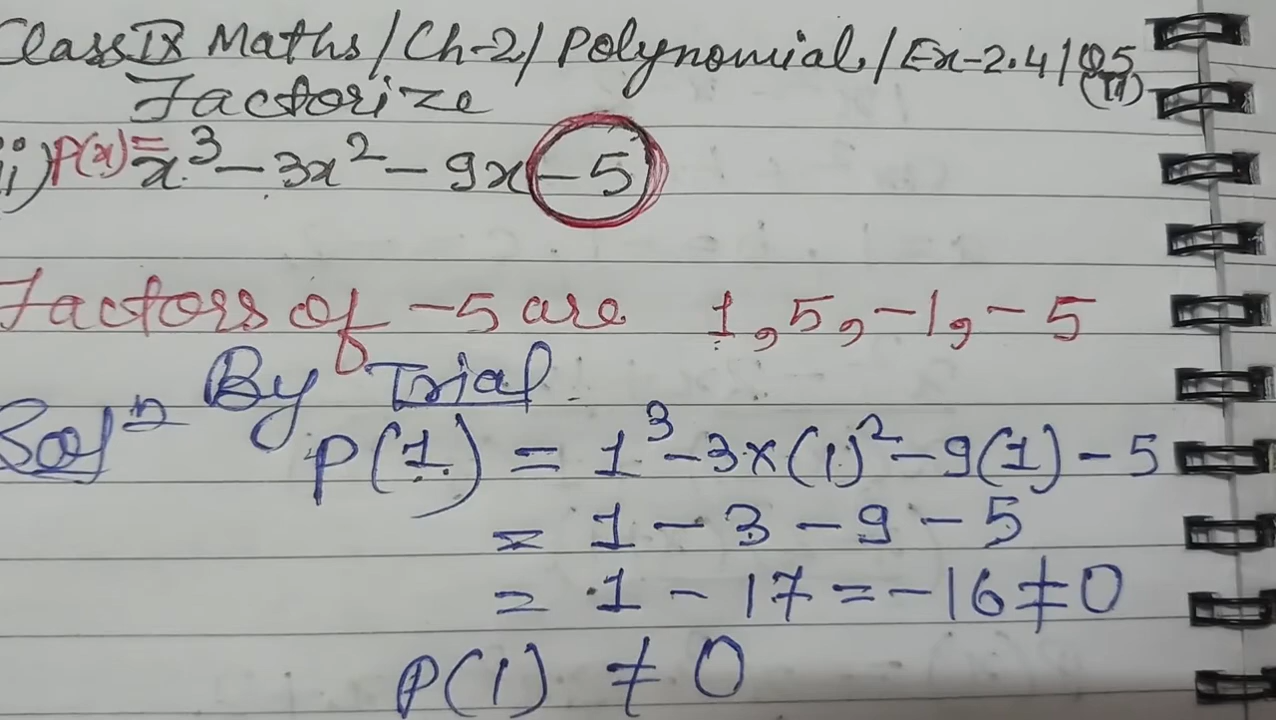 Class IX Maths/Ch-2/Polynomial/Ex-2.4/Q5
(ii)
Factorize
ii) P(x)= x³ - 3x² - 9x - 5
Factors of -5 are 1, 5, -1, -5
By Trial
Solⁿ
P(1) = 1³ - 3×(1)² - 9(1) - 5
= 1 - 3 - 9 - 5
= 1 - 17 = -16 ≠ 0
P(1) ≠ 0